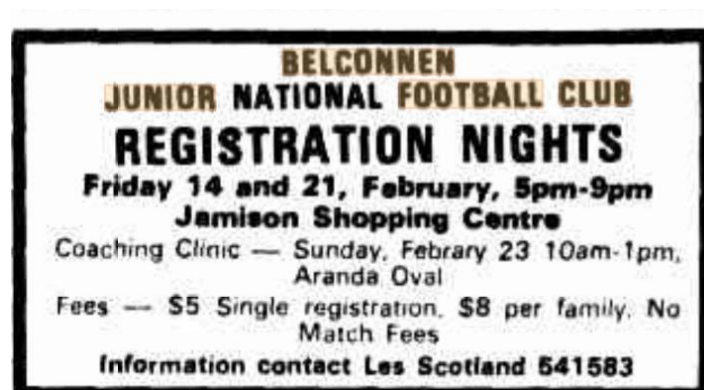 BELCONNEN
JUNIOR NATIONAL FOOTBALL CLUB
REGISTRATION NIGHTS
Friday 14 and 21, February, 5pm-9pm
Jamison Shopping Centre
Coaching Clinic — Sunday, Febrary 23 10am-1pm,
Aranda Oval
Fees — $5 Single registration, $8 per family, No
Match Fees
Information contact Les Scotland 541583